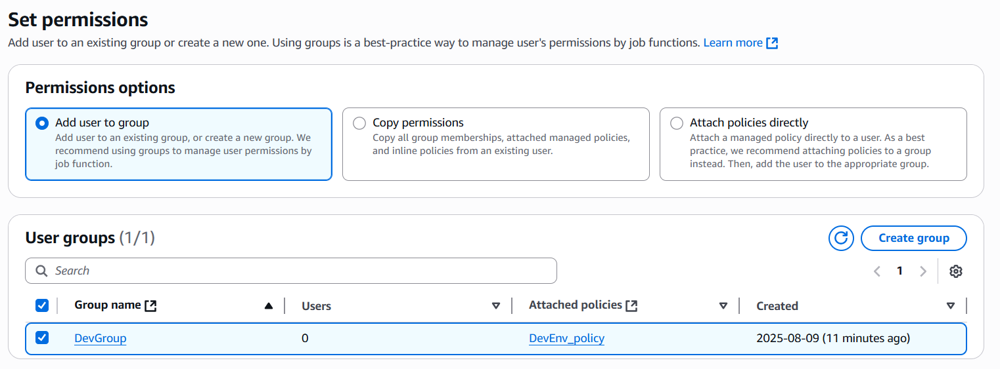 Set permissions
Add user to an existing group or create a new one. Using groups is a best-practice way to manage user's permissions by job functions. Learn more
Permissions options
Add user to group
Add user to an existing group, or create a new group. We
recommend using groups to manage user permissions by
job function.
Copy permissions
Copy all group memberships, attached managed policies,
and inline policies from an existing user.
Attach policies directly
Attach a managed policy directly to a user. As a best
practice, we recommend attaching policies to a group
instead. Then, add the user to the appropriate group.
User groups (1/1)
Create group
Search
1
Group name
Users
Attached policies
Created
DevGroup
0
DevEnv_policy
2025-08-09 (11 minutes ago)